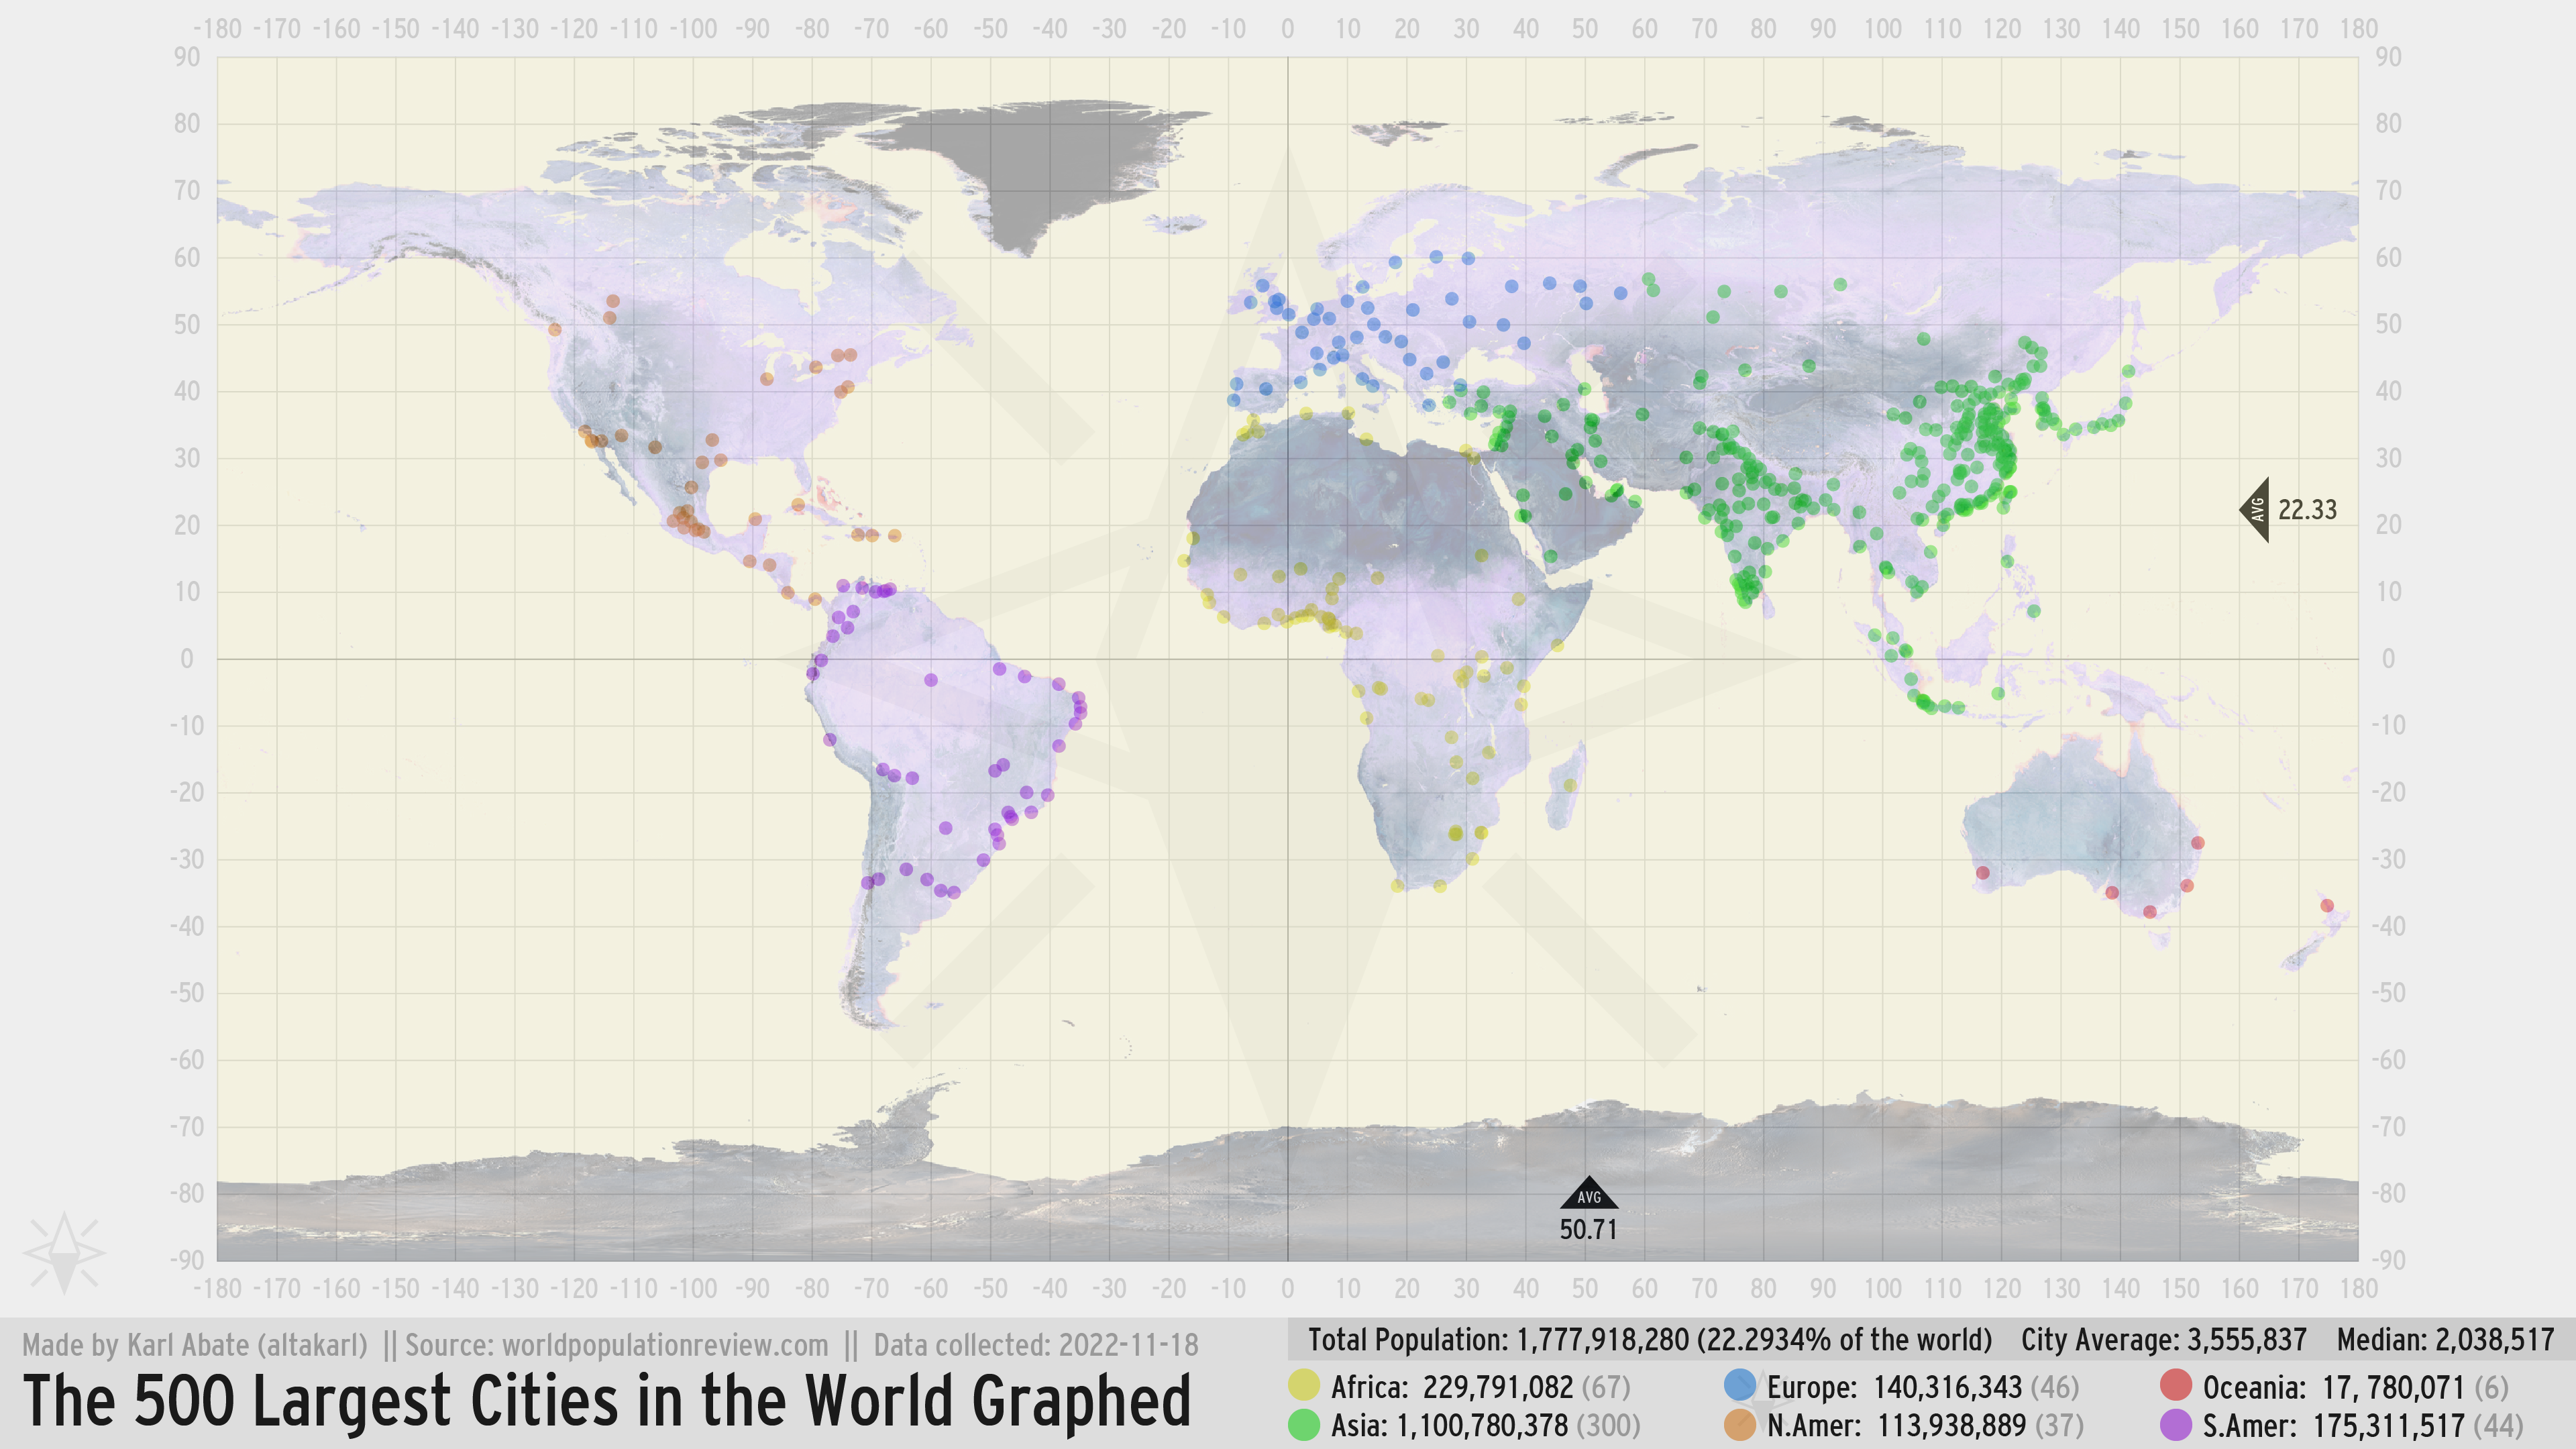 -180 -170 -160 -150 -140 -130 -120 -110 -100 -90 -80 -70 -60 -50 -40 -30 -20 -10 0 10 20 30 40 50 60 70 80 90 100 110 120 130 140 150 160 170 180
90 90
80 80
70 70
60 60
50 50
40 40
30 30
AVG 22.33
20 20
10 10
0 0
-10 -10
-20 -20
-30 -30
-40 -40
-50 -50
-60 -60
-70 -70
-80 -80
AVG
50.71
-90 -90
-180 -170 -160 -150 -140 -130 -120 -110 -100 -90 -80 -70 -60 -50 -40 -30 -20 -10 0 10 20 30 40 50 60 70 80 90 100 110 120 130 140 150 160 170 180
Made by Karl Abate (altakarl) || Source: worldpopulationreview.com || Data collected: 2022-11-18
The 500 Largest Cities in the World Graphed
Total Population: 1,777,918,280 (22.2934% of the world) City Average: 3,555,837 Median: 2,038,517
Africa: 229,791,082 (67) Europe: 140,316,343 (46) Oceania: 17, 780,071 (6)
Asia: 1,100,780,378 (300) N.Amer: 113,938,889 (37) S.Amer: 175,311,517 (44)